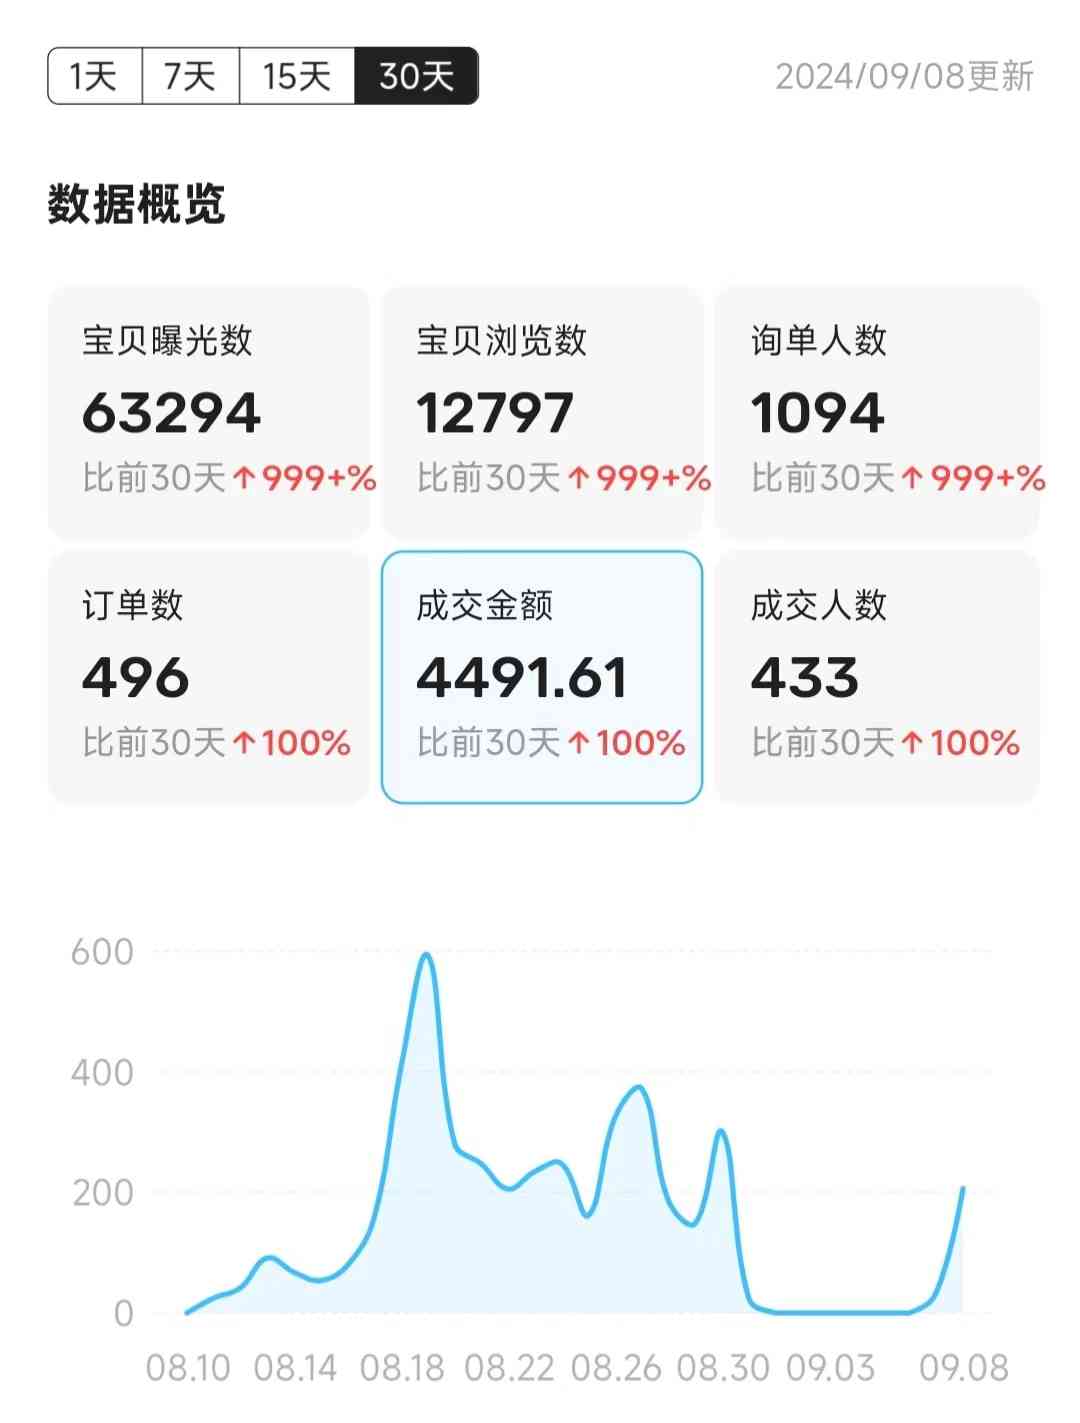 1天 7天 15天 30天 2024/09/08更新
数据概览
宝贝曝光数 宝贝浏览数 询单人数
63294 12797 1094
比前30天↑999+% 比前30天↑999+% 比前30天↑999+%
订单数 成交金额 成交人数
496 4491.61 433
比前30天↑100% 比前30天↑100% 比前30天↑100%
600
400
200
0
08.10 08.14 08.18 08.22 08.26 08.30 09.03 09.08